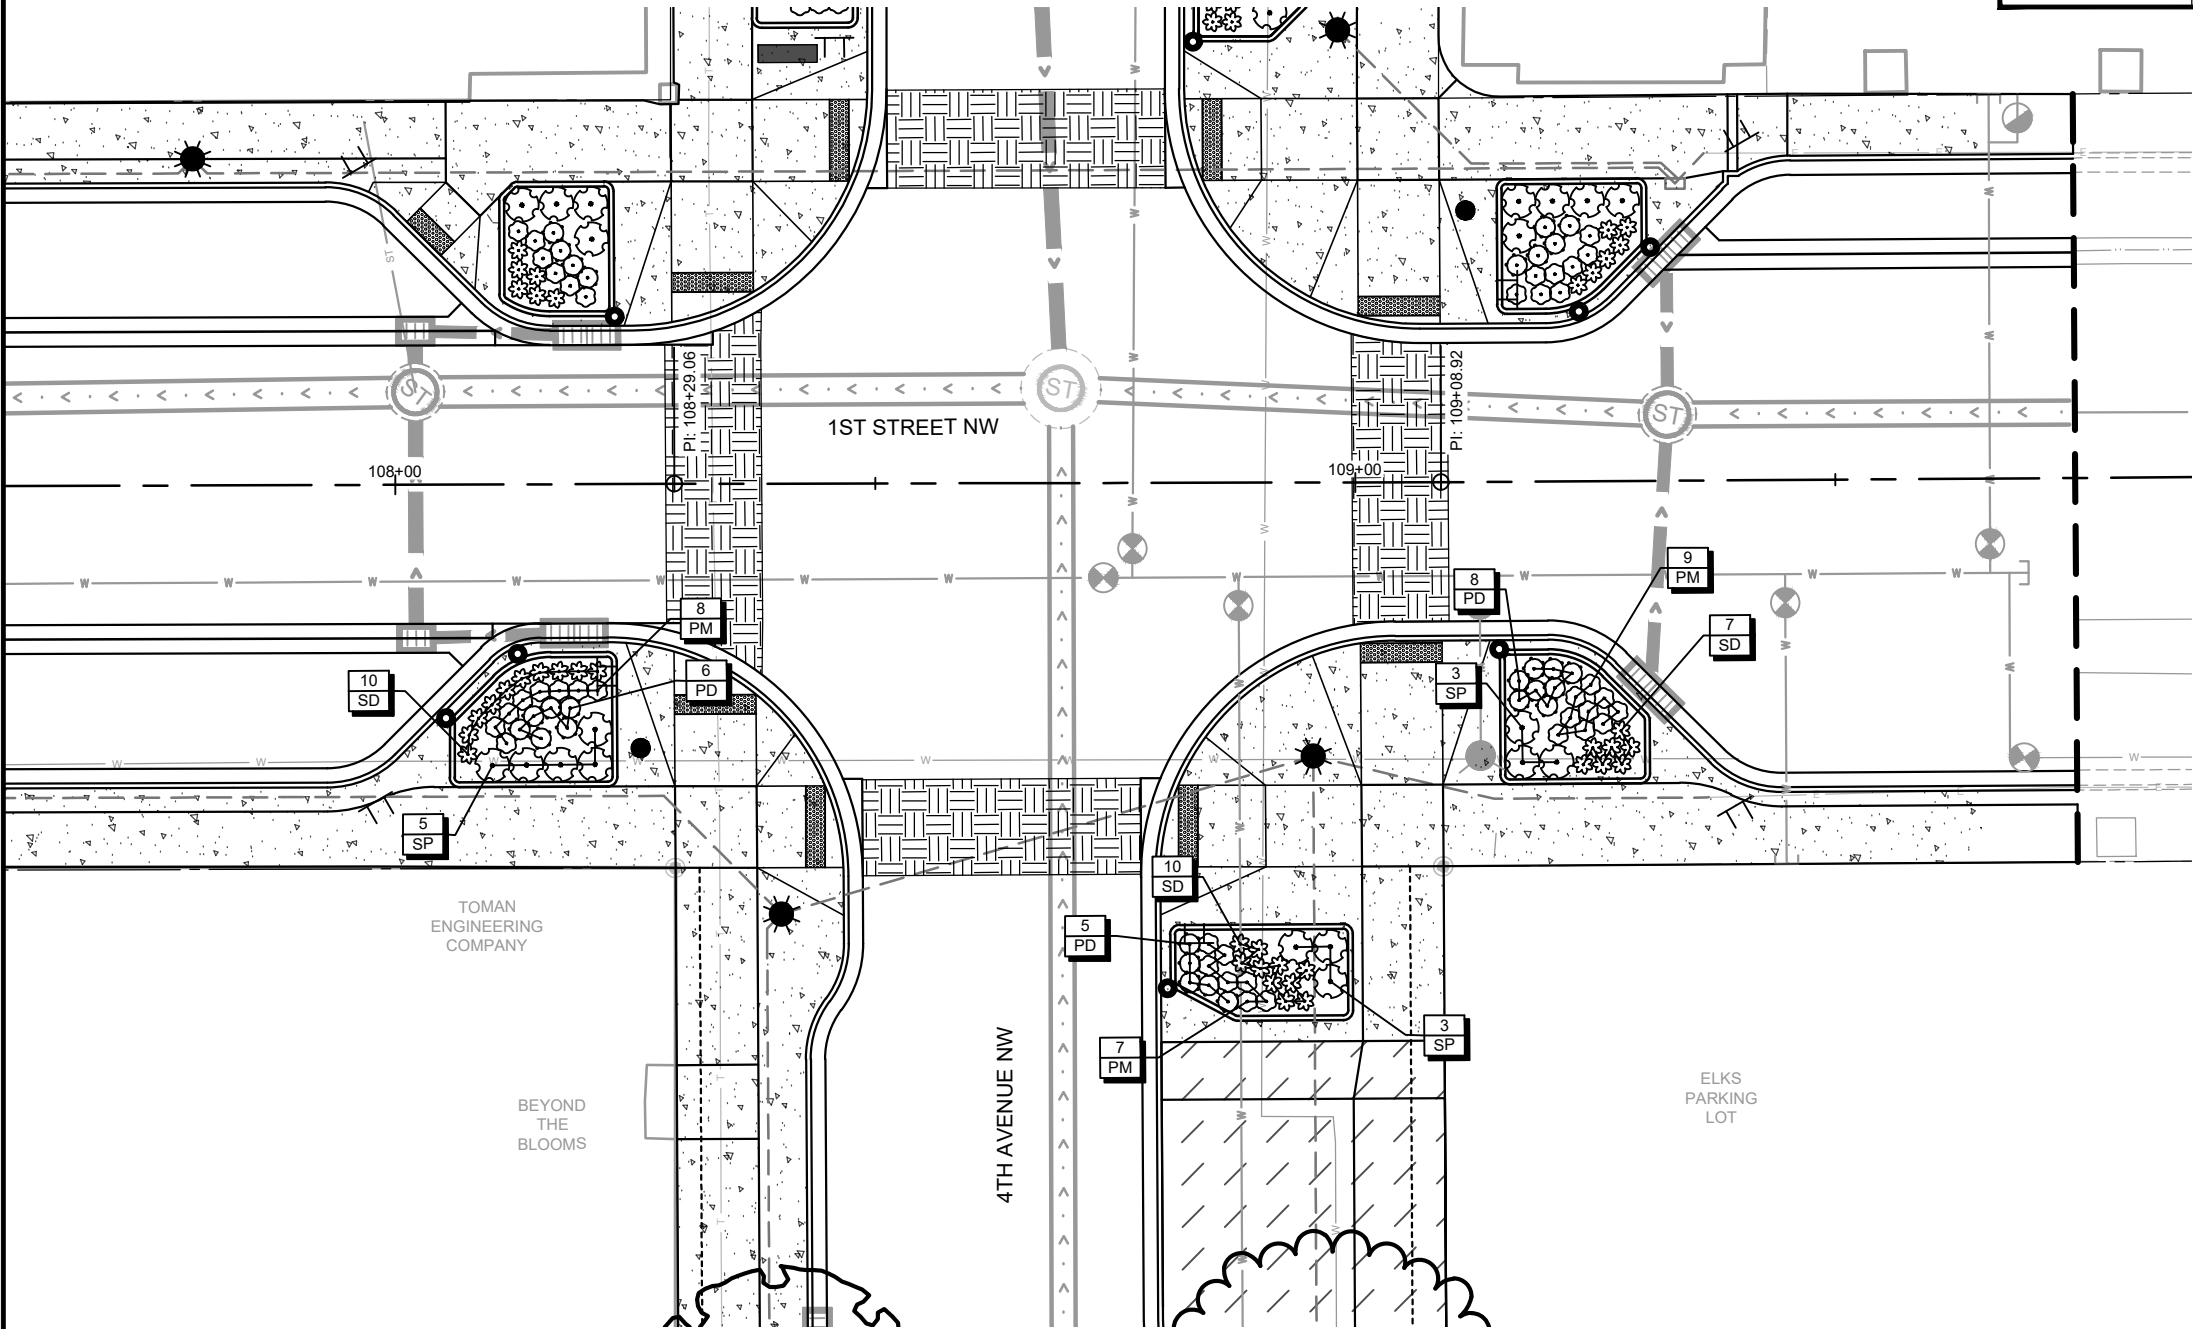 ST
PI: 108+29.06
PI: 109+08.92
ST
ST
ST
1ST STREET NW
108+00
109+00
W W W W W W W W W W W
8
PM
6
PD
10
SD
5
SP
9
PM
8
PD
7
SD
3
SP
10
SD
5
PD
7
PM
3
SP
TOMAN
ENGINEERING
COMPANY
4TH AVENUE NW
BEYOND
THE
BLOOMS
ELKS
PARKING
LOT